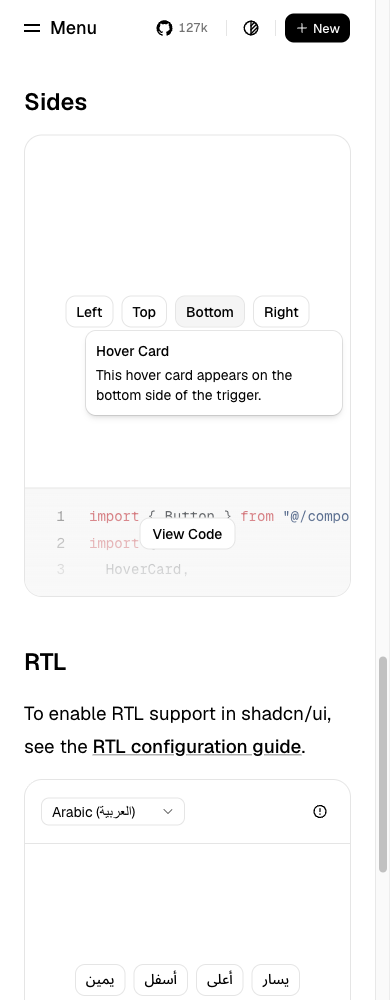 Menu 127k + New
Sides
Left Top Bottom Right
Hover Card
This hover card appears on the
bottom side of the trigger.
1 import { Button } from "@/compo
2 import
View Code
3 HoverCard,
RTL
To enable RTL support in shadcn/ui,
see the RTL configuration guide.
Arabic (العربية)
يمين أسفل أعلى يسار